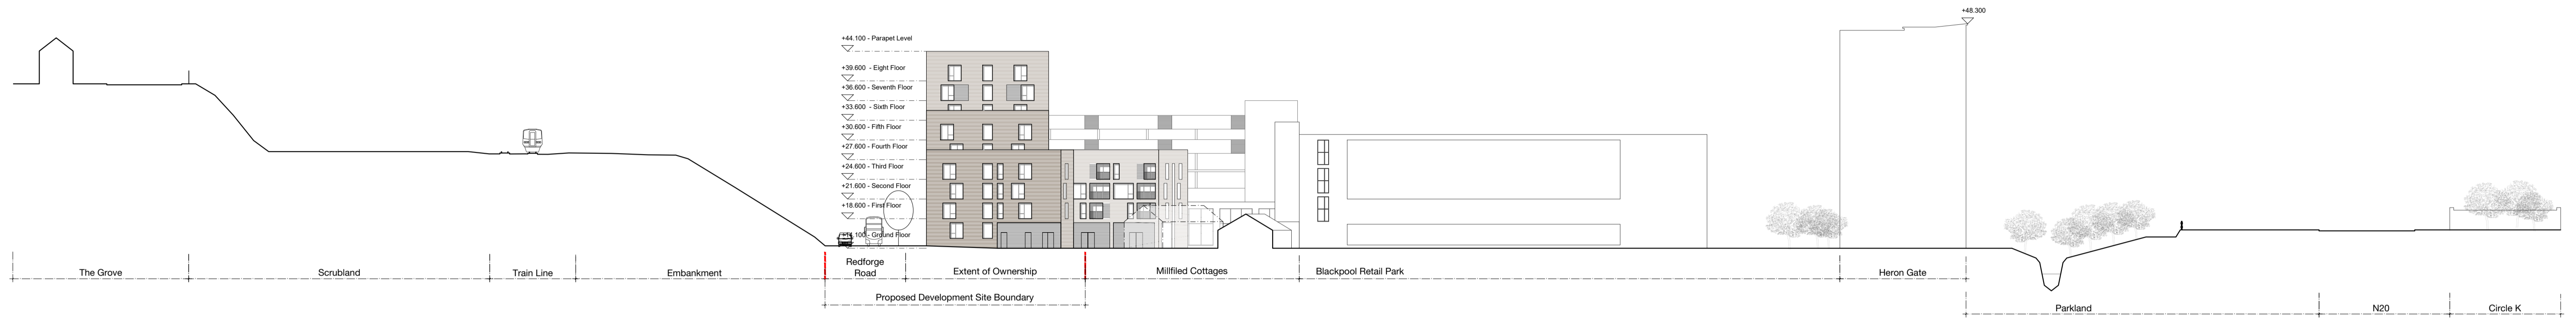 +48.300
+44.100 - Parapet Level
+39.600 - Eight Floor
+36.600 - Seventh Floor
+33.600 - Sixth Floor
+30.600 - Fifth Floor
+27.600 - Fourth Floor
+24.600 - Third Floor
+21.600 - Second Floor
+18.600 - First Floor
+14.100 - Ground Floor
The Grove
Scrubland
Train Line
Embankment
Redforge
Road
Extent of Ownership
Millfiled Cottages
Blackpool Retail Park
Heron Gate
Proposed Development Site Boundary
Parkland
N20
Circle K